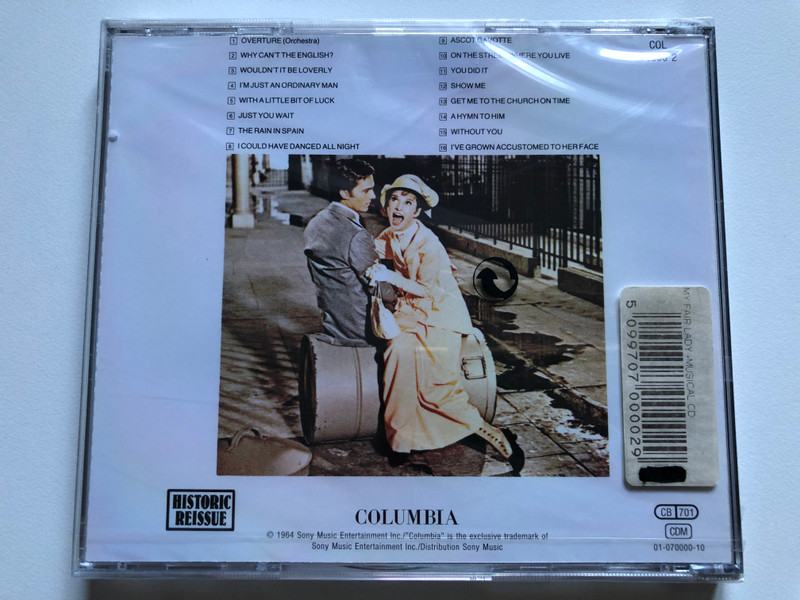 1 OVERTURE (Orchestra)
2 WHY CAN'T THE ENGLISH?
3 WOULDN'T IT BE LOVERLY
4 I'M JUST AN ORDINARY MAN
5 WITH A LITTLE BIT OF LUCK
6 JUST YOU WAIT
7 THE RAIN IN SPAIN
8 I COULD HAVE DANCED ALL NIGHT
9 ASCOT GAVOTTE
10 ON THE STREET WHERE YOU LIVE
11 YOU DID IT
12 SHOW ME
13 GET ME TO THE CHURCH ON TIME
14 A HYMN TO HIM
15 WITHOUT YOU
16 I'VE GROWN ACCUSTOMED TO HER FACE
COL
MY FAIR LADY -MUSICAL CD
5 099707 000029
HISTORIC
REISSUE
COLUMBIA
© 1964 Sony Music Entertainment Inc./"Columbia" is the exclusive trademark of
Sony Music Entertainment Inc./Distribution Sony Music
CB 701
CDM
01-070000-10